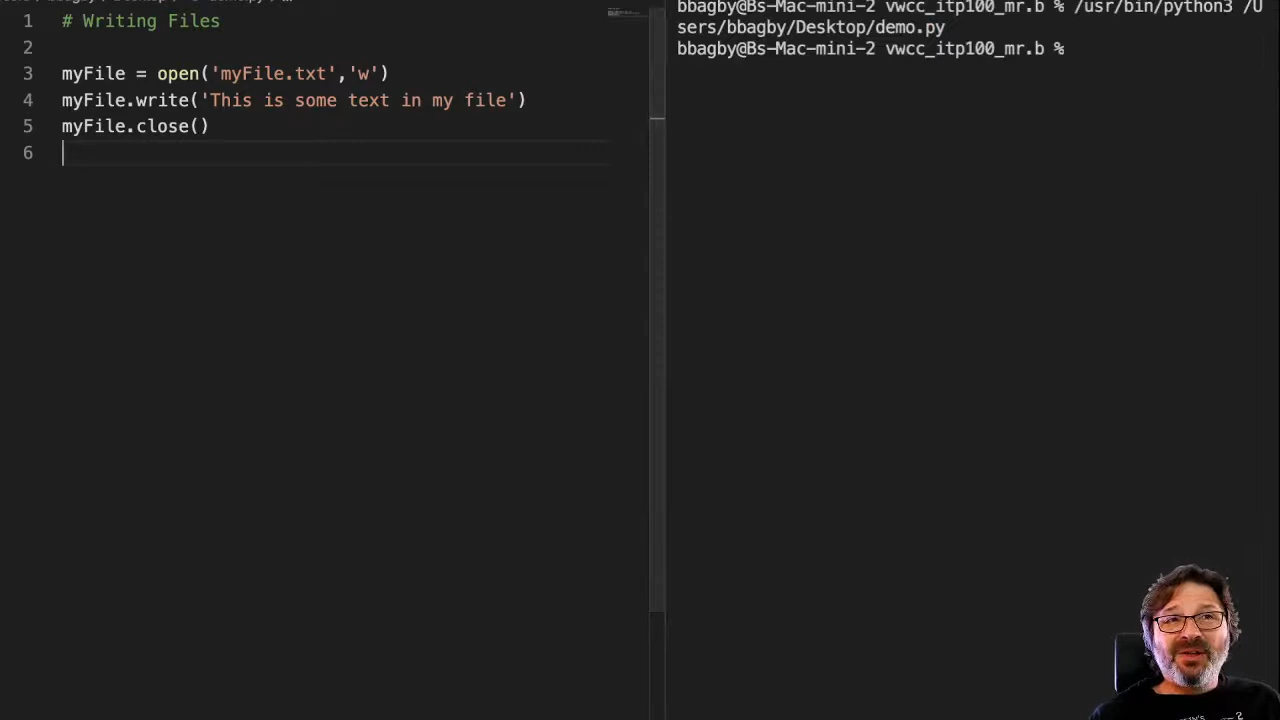 1 # Writing Files
2
3 myFile = open('myFile.txt','w')
4 myFile.write('This is some text in my file')
5 myFile.close()
6
bbagby@Bs-Mac-mini-2 vwcc_itp100_mr.b % /usr/bin/python3 /U
sers/bbagby/Desktop/demo.py
bbagby@Bs-Mac-mini-2 vwcc_itp100_mr.b %